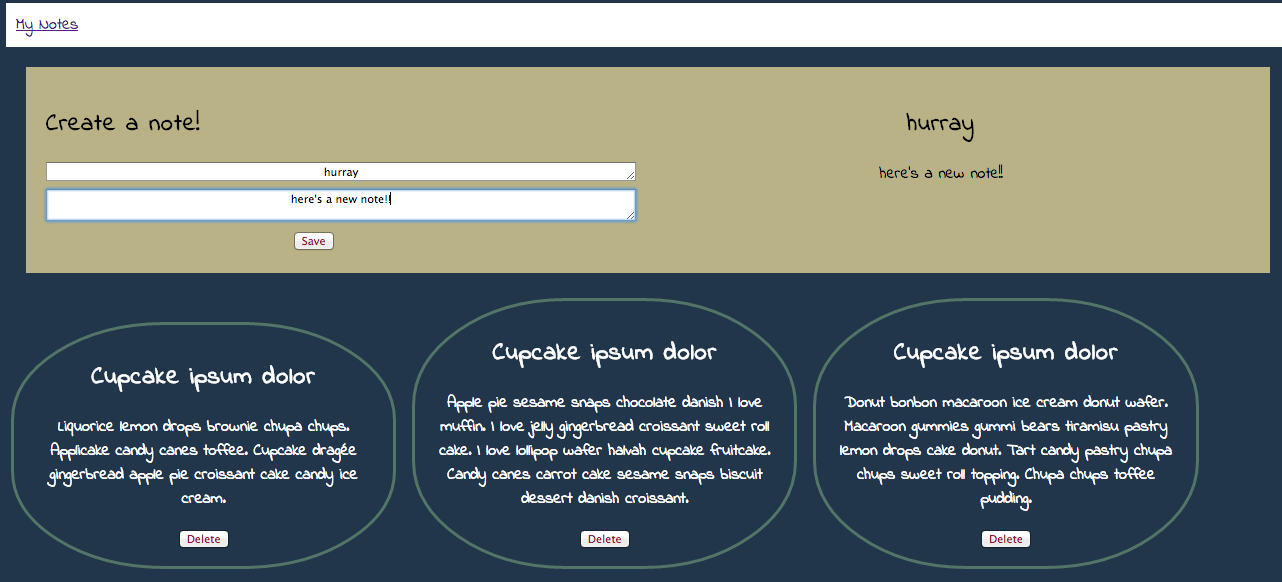 My Notes
Create a note!
hurray
here's a new note!!
Save
hurray
here's a new note!!
Cupcake ipsum dolor
Liquorice lemon drops brownie chupa chups.
Applicake candy canes toffee. Cupcake dragée
gingerbread apple pie croissant cake candy ice
cream.
Delete
Cupcake ipsum dolor
Apple pie sesame snaps chocolate danish I love
muffin. I love jelly gingerbread croissant sweet roll
cake. I love lollipop wafer halvah cupcake fruitcake.
Candy canes carrot cake sesame snaps biscuit
dessert danish croissant.
Delete
Cupcake ipsum dolor
Donut bonbon macaroon ice cream donut wafer.
Macaroon gummies gummi bears tiramisu pastry
lemon drops cake donut. Tart candy pastry chupa
chups sweet roll topping. Chupa chups toffee
pudding.
Delete